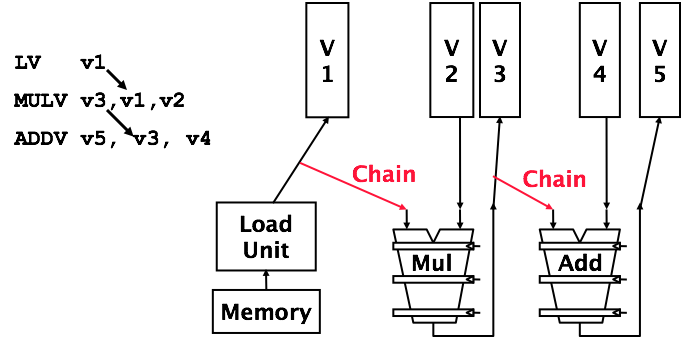 LV v1
MULV v3,v1,v2
ADDV v5, v3, v4
V
1
V
2
V
3
V
4
V
5
Chain
Chain
Load
Unit
Mul
Add
Memory